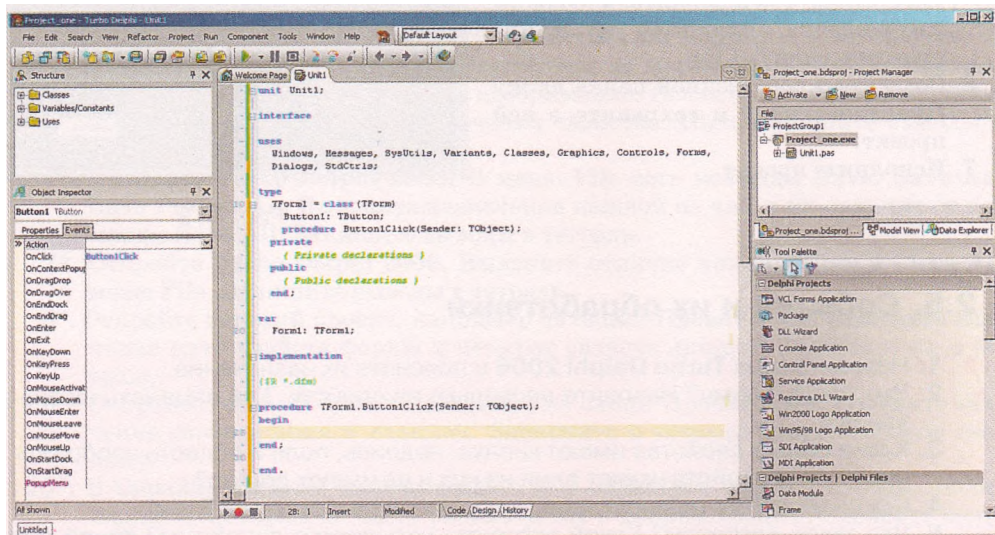 Project_one - Turbo Delphi - Unit1
File Edit Search View Refactor Project Run Component Tools Window Help Default Layout
Structure
Classes
Variables/Constants
Uses
Object Inspector
Button1 TButton
Properties Events
Action
OnClick Button1Click
OnContextPopup
OnDragDrop
OnDragOver
OnEndDock
OnEndDrag
OnEnter
OnExit
OnKeyDown
OnKeyPress
OnKeyUp
OnMouseActivat
OnMouseDown
OnMouseEnter
OnMouseLeave
OnMouseMove
OnMouseUp
OnStartDock
OnStartDrag
PopupMenu
All shown
Untitled
Welcome Page Unit1
unit Unit1;
interface
uses
Windows, Messages, SysUtils, Variants, Classes, Graphics, Controls, Forms,
Dialogs, StdCtrls;
type
TForm1 = class(TForm)
Button1: TButton;
procedure Button1Click(Sender: TObject);
private
{ Private declarations }
public
{ Public declarations }
end;
var
Form1: TForm1;
implementation
{$R *.dfm}
procedure TForm1.Button1Click(Sender: TObject);
begin
end;
end.
28: 1 Insert Modified Code Design History
Project_one.bdsproj - Project Manager
Activate New Remove
File
ProjectGroup1
Project_one.exe
Unit1.pas
Project_one.bdsproj ... Model View Data Explorer
Tool Palette
Delphi Projects
VCL Forms Application
Package
DLL Wizard
Console Application
Control Panel Application
Service Application
Resource DLL Wizard
Win2000 Logo Application
Win95/98 Logo Application
SDI Application
MDI Application
Delphi Projects | Delphi Files
Data Module
Frame